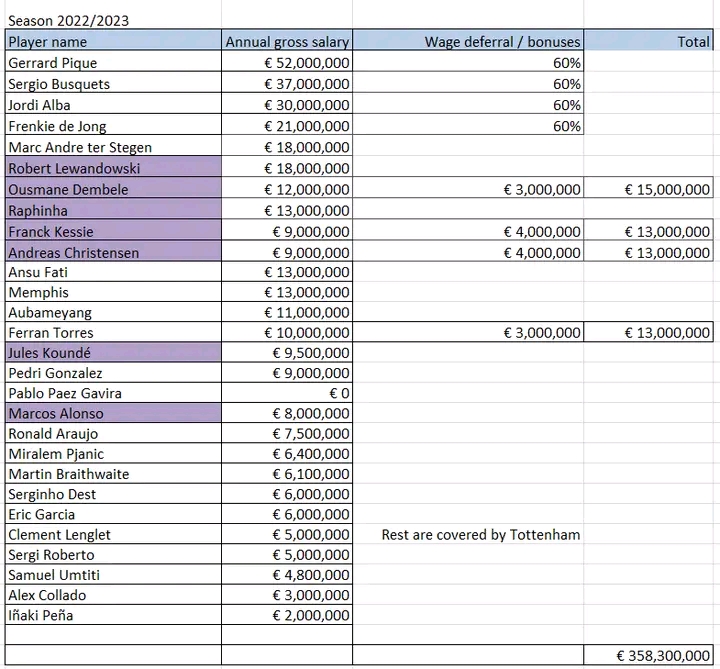 Season 2022/2023
Player name Annual gross salary Wage deferral / bonuses Total
Gerrard Pique € 52,000,000 60%
Sergio Busquets € 37,000,000 60%
Jordi Alba € 30,000,000 60%
Frenkie de Jong € 21,000,000 60%
Marc Andre ter Stegen € 18,000,000
Robert Lewandowski € 18,000,000
Ousmane Dembele € 12,000,000 € 3,000,000 € 15,000,000
Raphinha € 13,000,000
Franck Kessie € 9,000,000 € 4,000,000 € 13,000,000
Andreas Christensen € 9,000,000 € 4,000,000 € 13,000,000
Ansu Fati € 13,000,000
Memphis € 13,000,000
Aubameyang € 11,000,000
Ferran Torres € 10,000,000 € 3,000,000 € 13,000,000
Jules Koundé € 9,500,000
Pedri Gonzalez € 9,000,000
Pablo Paez Gavira € 0
Marcos Alonso € 8,000,000
Ronald Araujo € 7,500,000
Miralem Pjanic € 6,400,000
Martin Braithwaite € 6,100,000
Serginho Dest € 6,000,000
Eric Garcia € 6,000,000
Clement Lenglet € 5,000,000 Rest are covered by Tottenham
Sergi Roberto € 5,000,000
Samuel Umtiti € 4,800,000
Alex Collado € 3,000,000
Iñaki Peña € 2,000,000
€ 358,300,000